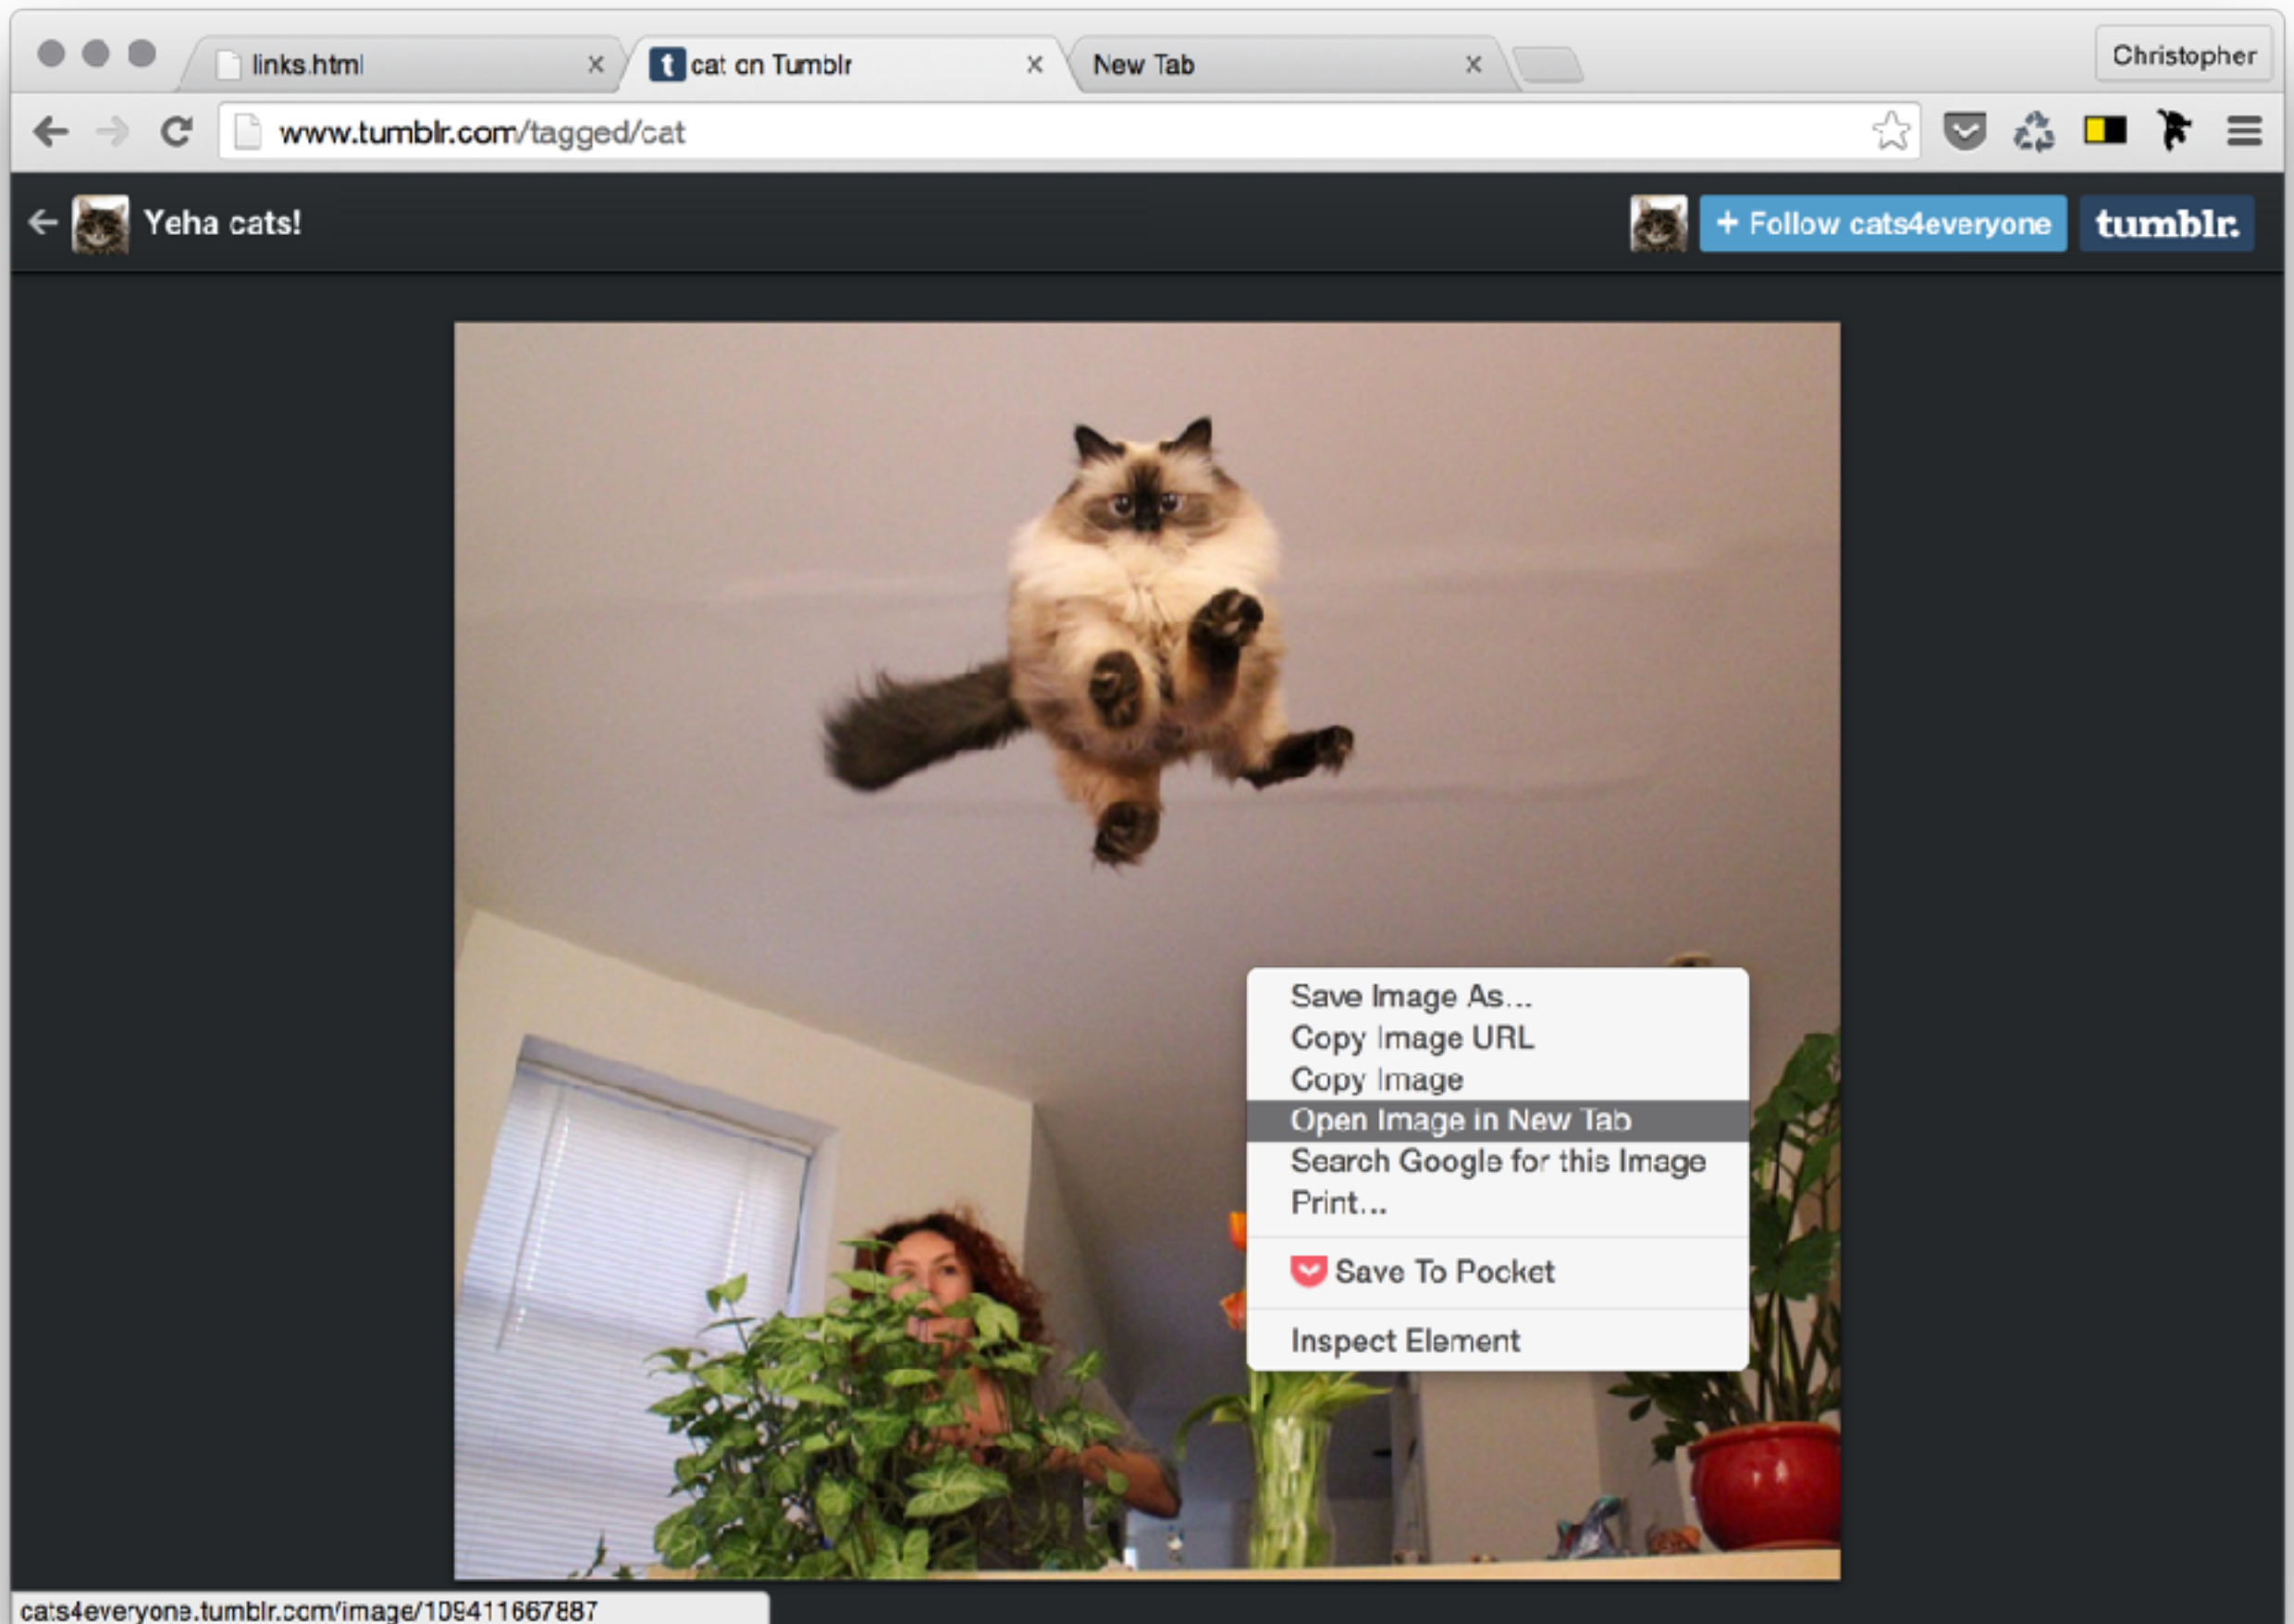 links.html
cat on Tumblr
New Tab
Christopher
www.tumblr.com/tagged/cat
Yeha cats!
+ Follow cats4everyone
tumblr.
Save Image As...
Copy Image URL
Copy Image
Open Image in New Tab
Search Google for this Image
Print...
Save To Pocket
Inspect Element
cats4everyone.tumblr.com/image/109411667887